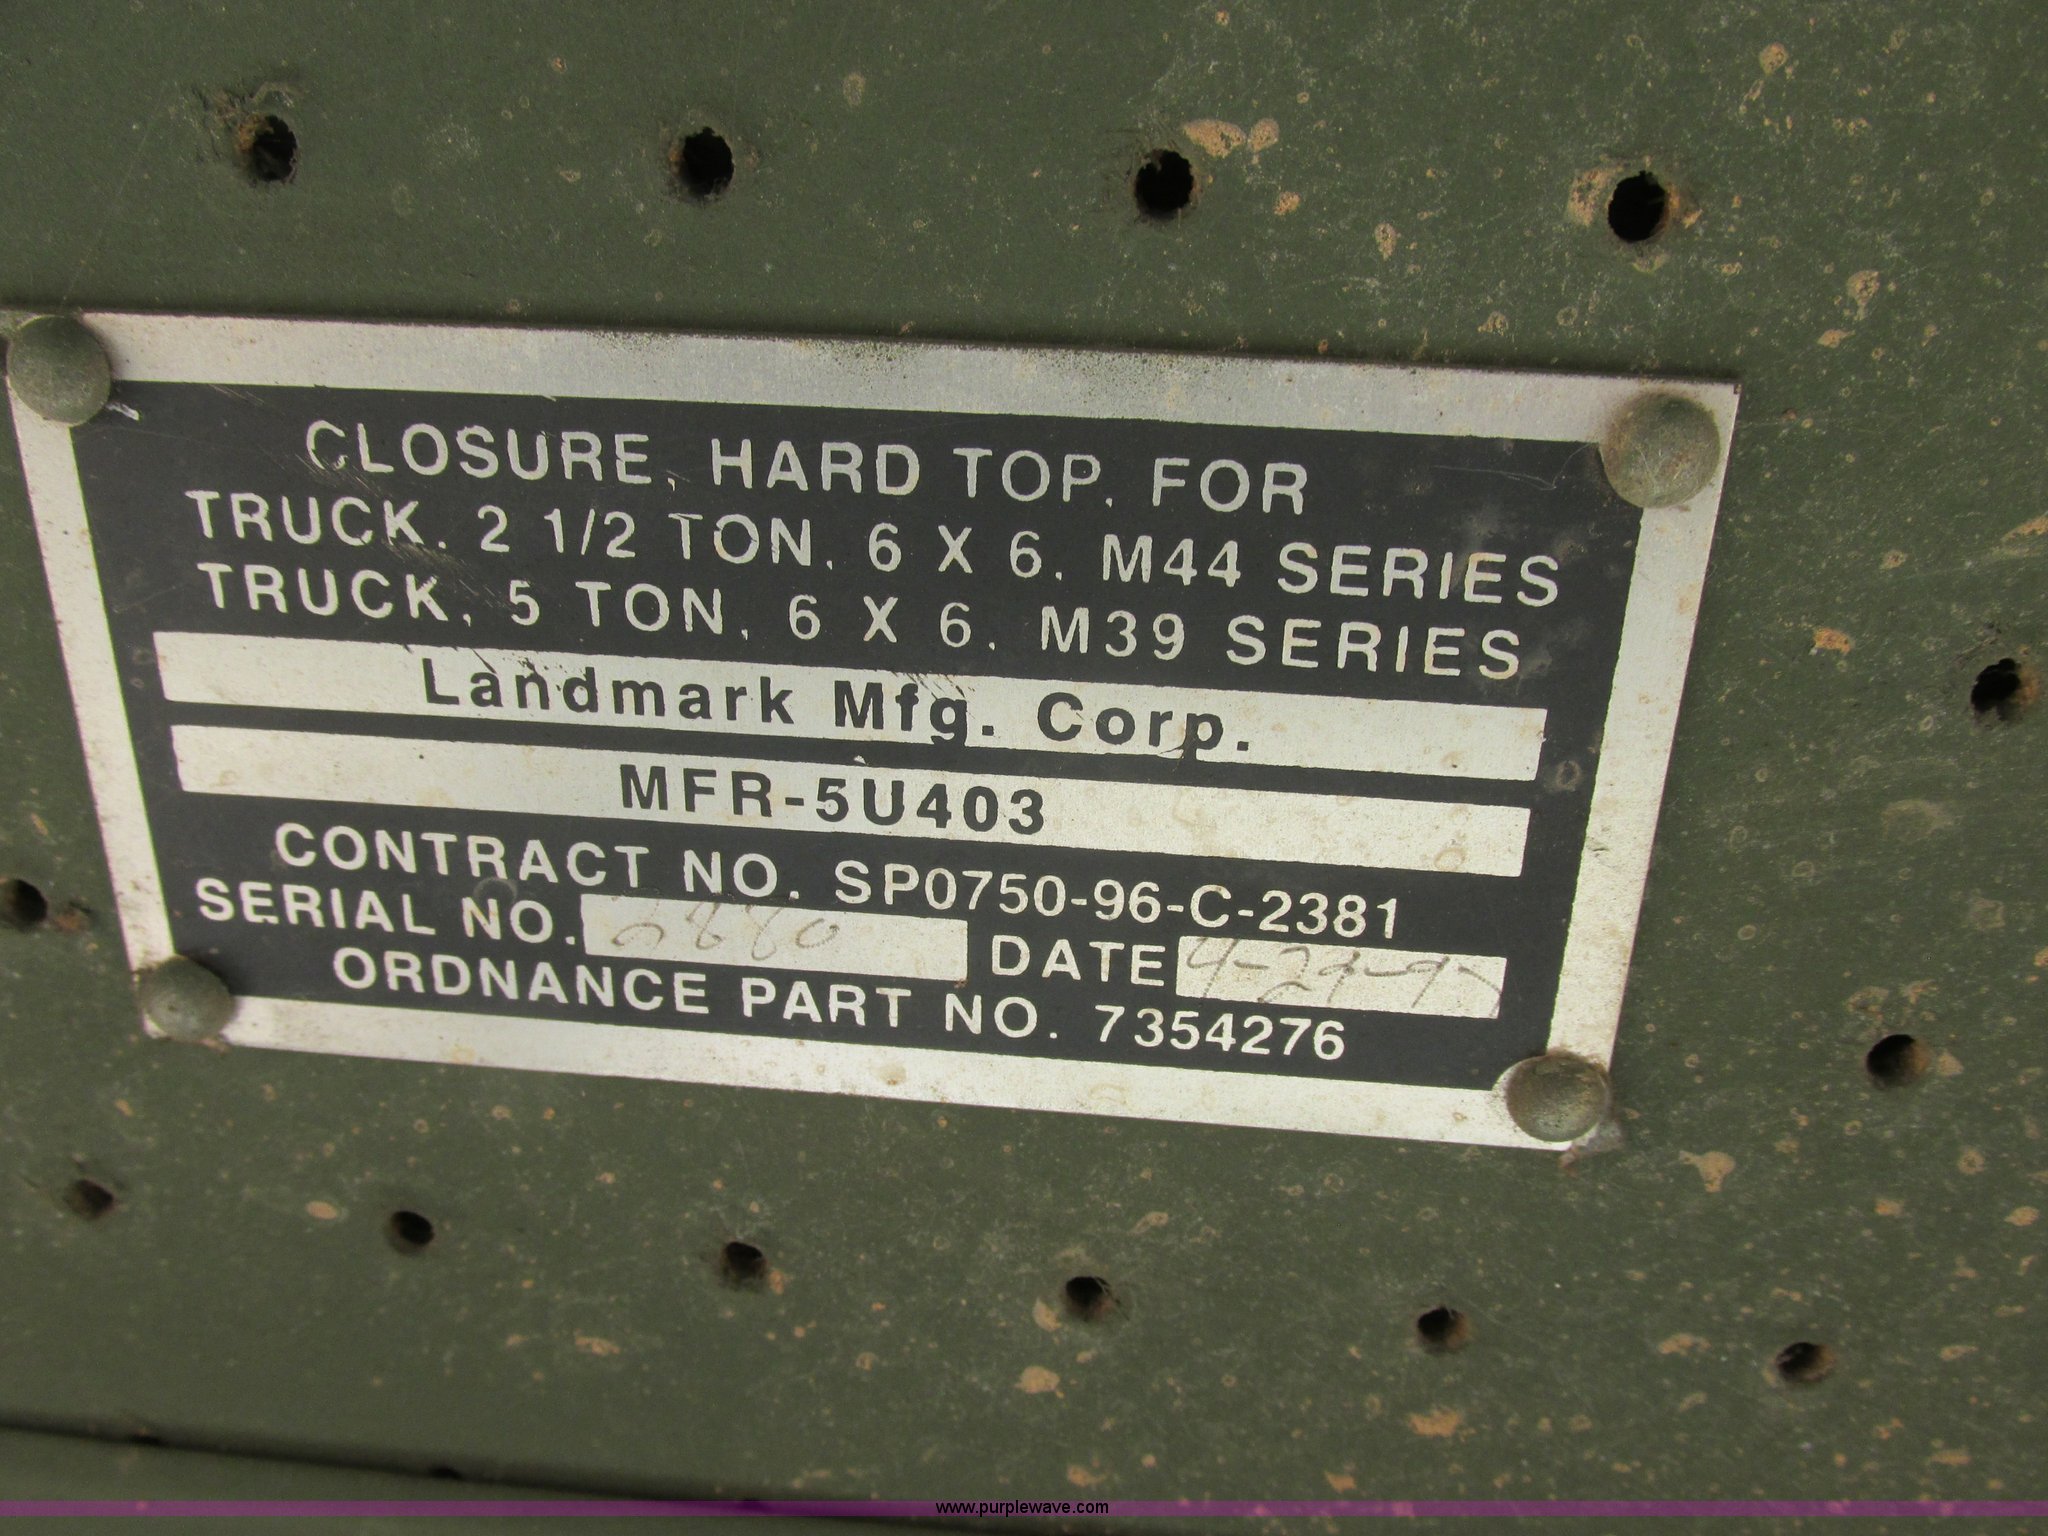 CLOSURE, HARD TOP, FOR
TRUCK, 2 1/2 TON, 6 X 6, M44 SERIES
TRUCK, 5 TON, 6 X 6, M39 SERIES
Landmark Mfg. Corp.
MFR-5U403
CONTRACT NO. SP0750-96-C-2381
SERIAL NO. 2880 DATE
ORDNANCE PART NO. 7354276
www.purplewave.com